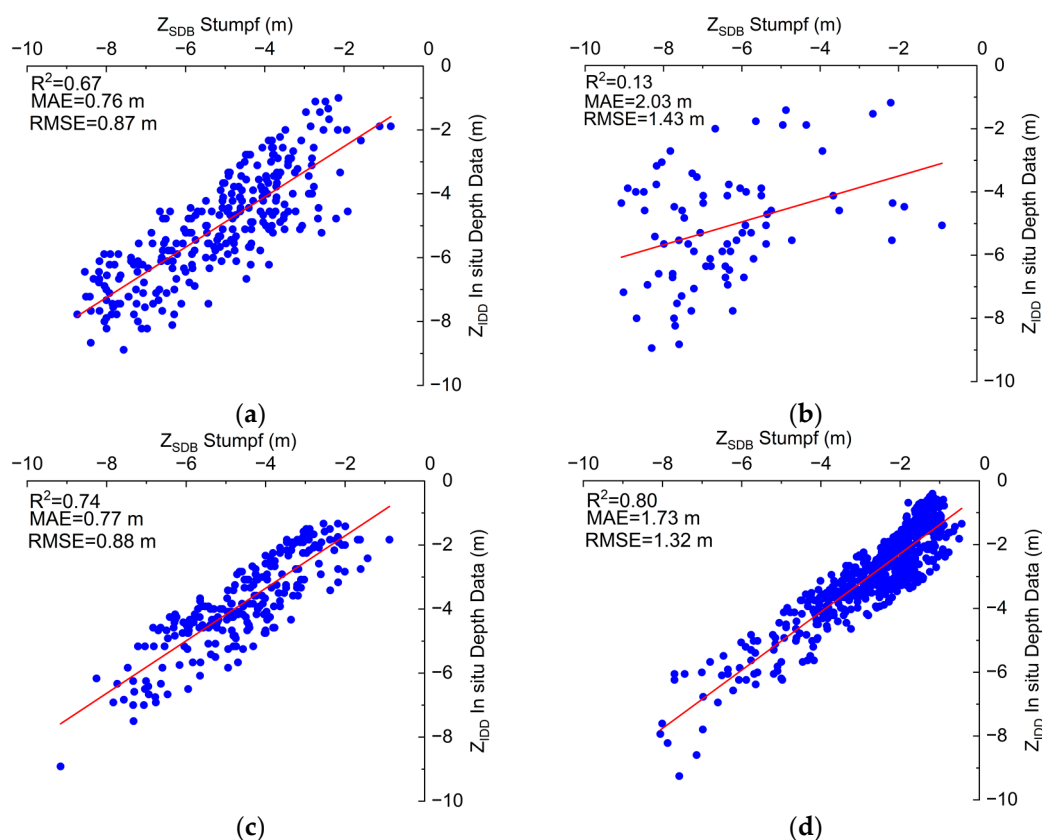 Z_SDB Stumpf (m)
−10 −8 −6 −4 −2 0
R²=0.67
MAE=0.76 m
RMSE=0.87 m
0
−2
−4
−6
−8
−10
Z_IDD In situ Depth Data (m)
(a)
Z_SDB Stumpf (m)
−10 −8 −6 −4 −2 0
R²=0.13
MAE=2.03 m
RMSE=1.43 m
0
−2
−4
−6
−8
−10
Z_IDD In situ Depth Data (m)
(b)
Z_SDB Stumpf (m)
−10 −8 −6 −4 −2 0
R²=0.74
MAE=0.77 m
RMSE=0.88 m
0
−2
−4
−6
−8
−10
Z_IDD In situ Depth Data (m)
(c)
Z_SDB Stumpf (m)
−10 −8 −6 −4 −2 0
R²=0.80
MAE=1.73 m
RMSE=1.32 m
0
−2
−4
−6
−8
−10
Z_IDD In situ Depth Data (m)
(d)